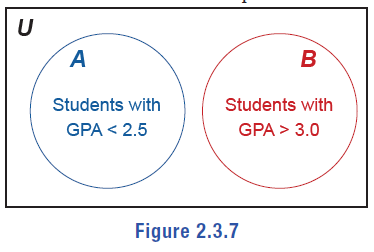 U
A
Students with
GPA < 2.5
B
Students with
GPA > 3.0
Figure 2.3.7